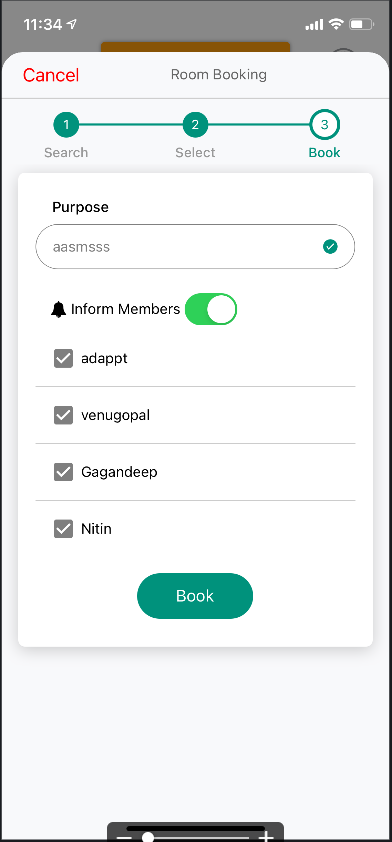 11:34
Cancel
Room Booking
1
2
3
Search
Select
Book
Purpose
aasmsss
Inform Members
adappt
venugopal
Gagandeep
Nitin
Book